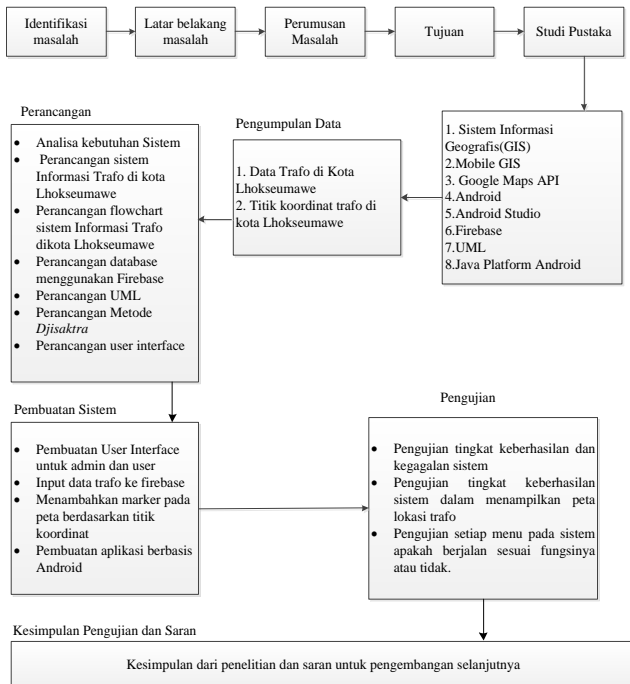 Identifikasi
masalah
Latar belakang
masalah
Perumusan
Masalah
Tujuan
Studi Pustaka
1. Sistem Informasi
Geografis(GIS)
2.Mobile GIS
3. Google Maps API
4.Android
5.Android Studio
6.Firebase
7.UML
8.Java Platform Android
Pengumpulan Data
1. Data Trafo di Kota
Lhokseumawe
2. Titik koordinat trafo di
kota Lhokseumawe
Perancangan
• Analisa kebutuhan Sistem
• Perancangan sistem
Informasi Trafo di kota
Lhokseumawe
• Perancangan flowchart
sistem Informasi Trafo
dikota Lhokseumawe
• Perancangan database
menggunakan Firebase
• Perancangan UML
• Perancangan Metode
Djisaktra
• Perancangan user interface
Pembuatan Sistem
• Pembuatan User Interface
untuk admin dan user
• Input data trafo ke firebase
• Menambahkan marker pada
peta berdasarkan titik
koordinat
• Pembuatan aplikasi berbasis
Android
Pengujian
• Pengujian tingkat keberhasilan dan
kegagalan sistem
• Pengujian tingkat keberhasilan
sistem dalam menampilkan peta
lokasi trafo
• Pengujian setiap menu pada sistem
apakah berjalan sesuai fungsinya
atau tidak.
Kesimpulan Pengujian dan Saran
Kesimpulan dari penelitian dan saran untuk pengembangan selanjutnya